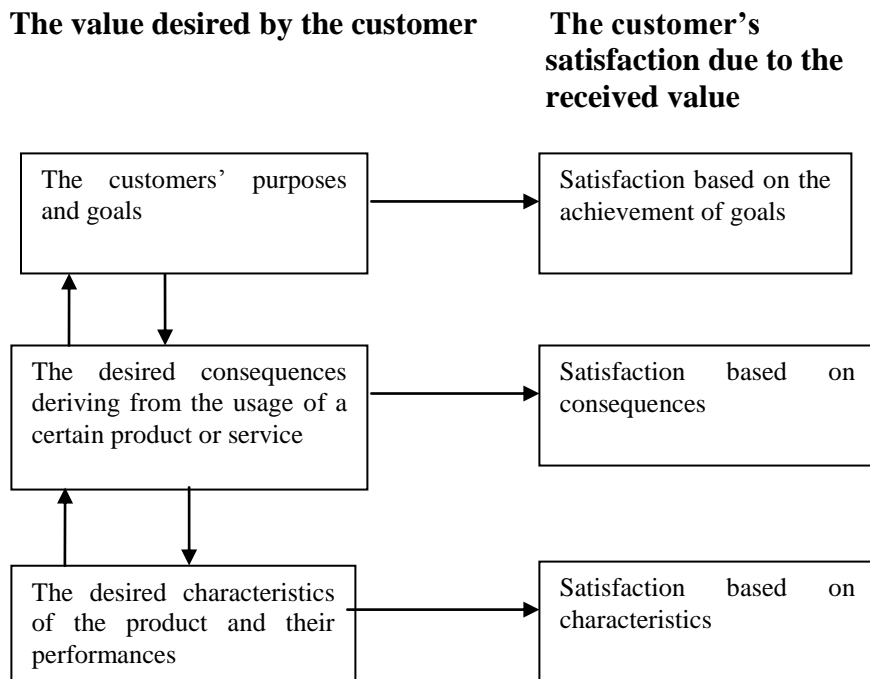 The value desired by the customer
The customer’s
satisfaction due to the
received value
The customers’ purposes
and goals
Satisfaction based on the
achievement of goals
The desired consequences
deriving from the usage of a
certain product or service
Satisfaction based on
consequences
The desired characteristics
of the product and their
performances
Satisfaction based on
characteristics